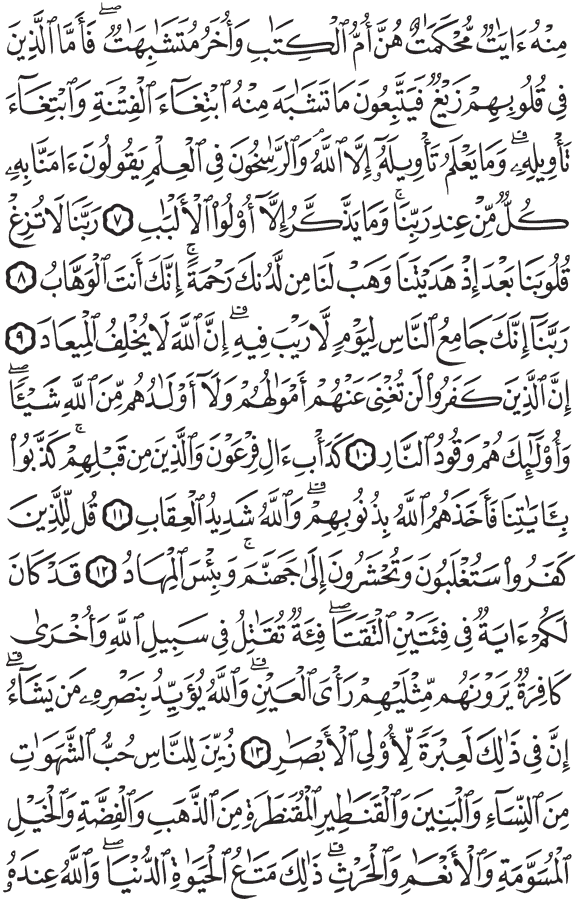 مِنْهُ ءَايَٰتٌ مُّحْكَمَٰتٌ هُنَّ أُمُّ ٱلْكِتَٰبِ وَأُخَرُ مُتَشَٰبِهَٰتٌ ۖ فَأَمَّا ٱلَّذِينَ
فِى قُلُوبِهِمْ زَيْغٌ فَيَتَّبِعُونَ مَا تَشَٰبَهَ مِنْهُ ٱبْتِغَآءَ ٱلْفِتْنَةِ وَٱبْتِغَآءَ
تَأْوِيلِهِۦ ۗ وَمَا يَعْلَمُ تَأْوِيلَهُۥٓ إِلَّا ٱللَّهُ ۗ وَٱلرَّٰسِخُونَ فِى ٱلْعِلْمِ يَقُولُونَ ءَامَنَّا بِهِۦ
كُلٌّ مِّنْ عِندِ رَبِّنَا ۗ وَمَا يَذَّكَّرُ إِلَّآ أُو۟لُوا۟ ٱلْأَلْبَٰبِ ٧ رَبَّنَا لَا تُزِغْ
قُلُوبَنَا بَعْدَ إِذْ هَدَيْتَنَا وَهَبْ لَنَا مِن لَّدُنكَ رَحْمَةً ۚ إِنَّكَ أَنتَ ٱلْوَهَّابُ ٨
رَبَّنَآ إِنَّكَ جَامِعُ ٱلنَّاسِ لِيَوْمٍ لَّا رَيْبَ فِيهِ ۚ إِنَّ ٱللَّهَ لَا يُخْلِفُ ٱلْمِيعَادَ ٩
إِنَّ ٱلَّذِينَ كَفَرُوا۟ لَن تُغْنِىَ عَنْهُمْ أَمْوَٰلُهُمْ وَلَآ أَوْلَٰدُهُم مِّنَ ٱللَّهِ شَيْـًٔا ۖ
وَأُو۟لَٰٓئِكَ هُمْ وَقُودُ ٱلنَّارِ ١٠ كَدَأْبِ ءَالِ فِرْعَوْنَ وَٱلَّذِينَ مِن قَبْلِهِمْ ۚ كَذَّبُوا۟
بِـَٔايَٰتِنَا فَأَخَذَهُمُ ٱللَّهُ بِذُنُوبِهِمْ ۗ وَٱللَّهُ شَدِيدُ ٱلْعِقَابِ ١١ قُل لِّلَّذِينَ
كَفَرُوا۟ سَتُغْلَبُونَ وَتُحْشَرُونَ إِلَىٰ جَهَنَّمَ ۚ وَبِئْسَ ٱلْمِهَادُ ١٢ قَدْ كَانَ
لَكُمْ ءَايَةٌ فِى فِئَتَيْنِ ٱلْتَقَتَا ۖ فِئَةٌ تُقَٰتِلُ فِى سَبِيلِ ٱللَّهِ وَأُخْرَىٰ
كَافِرَةٌ يَرَوْنَهُم مِّثْلَيْهِمْ رَأْىَ ٱلْعَيْنِ ۚ وَٱللَّهُ يُؤَيِّدُ بِنَصْرِهِۦ مَن يَشَآءُ ۗ
إِنَّ فِى ذَٰلِكَ لَعِبْرَةً لِّأُو۟لِى ٱلْأَبْصَٰرِ ١٣ زُيِّنَ لِلنَّاسِ حُبُّ ٱلشَّهَوَٰتِ
مِنَ ٱلنِّسَآءِ وَٱلْبَنِينَ وَٱلْقَنَٰطِيرِ ٱلْمُقَنطَرَةِ مِنَ ٱلذَّهَبِ وَٱلْفِضَّةِ وَٱلْخَيْلِ
ٱلْمُسَوَّمَةِ وَٱلْأَنْعَٰمِ وَٱلْحَرْثِ ۗ ذَٰلِكَ مَتَٰعُ ٱلْحَيَوٰةِ ٱلدُّنْيَا ۖ وَٱللَّهُ عِندَهُۥ